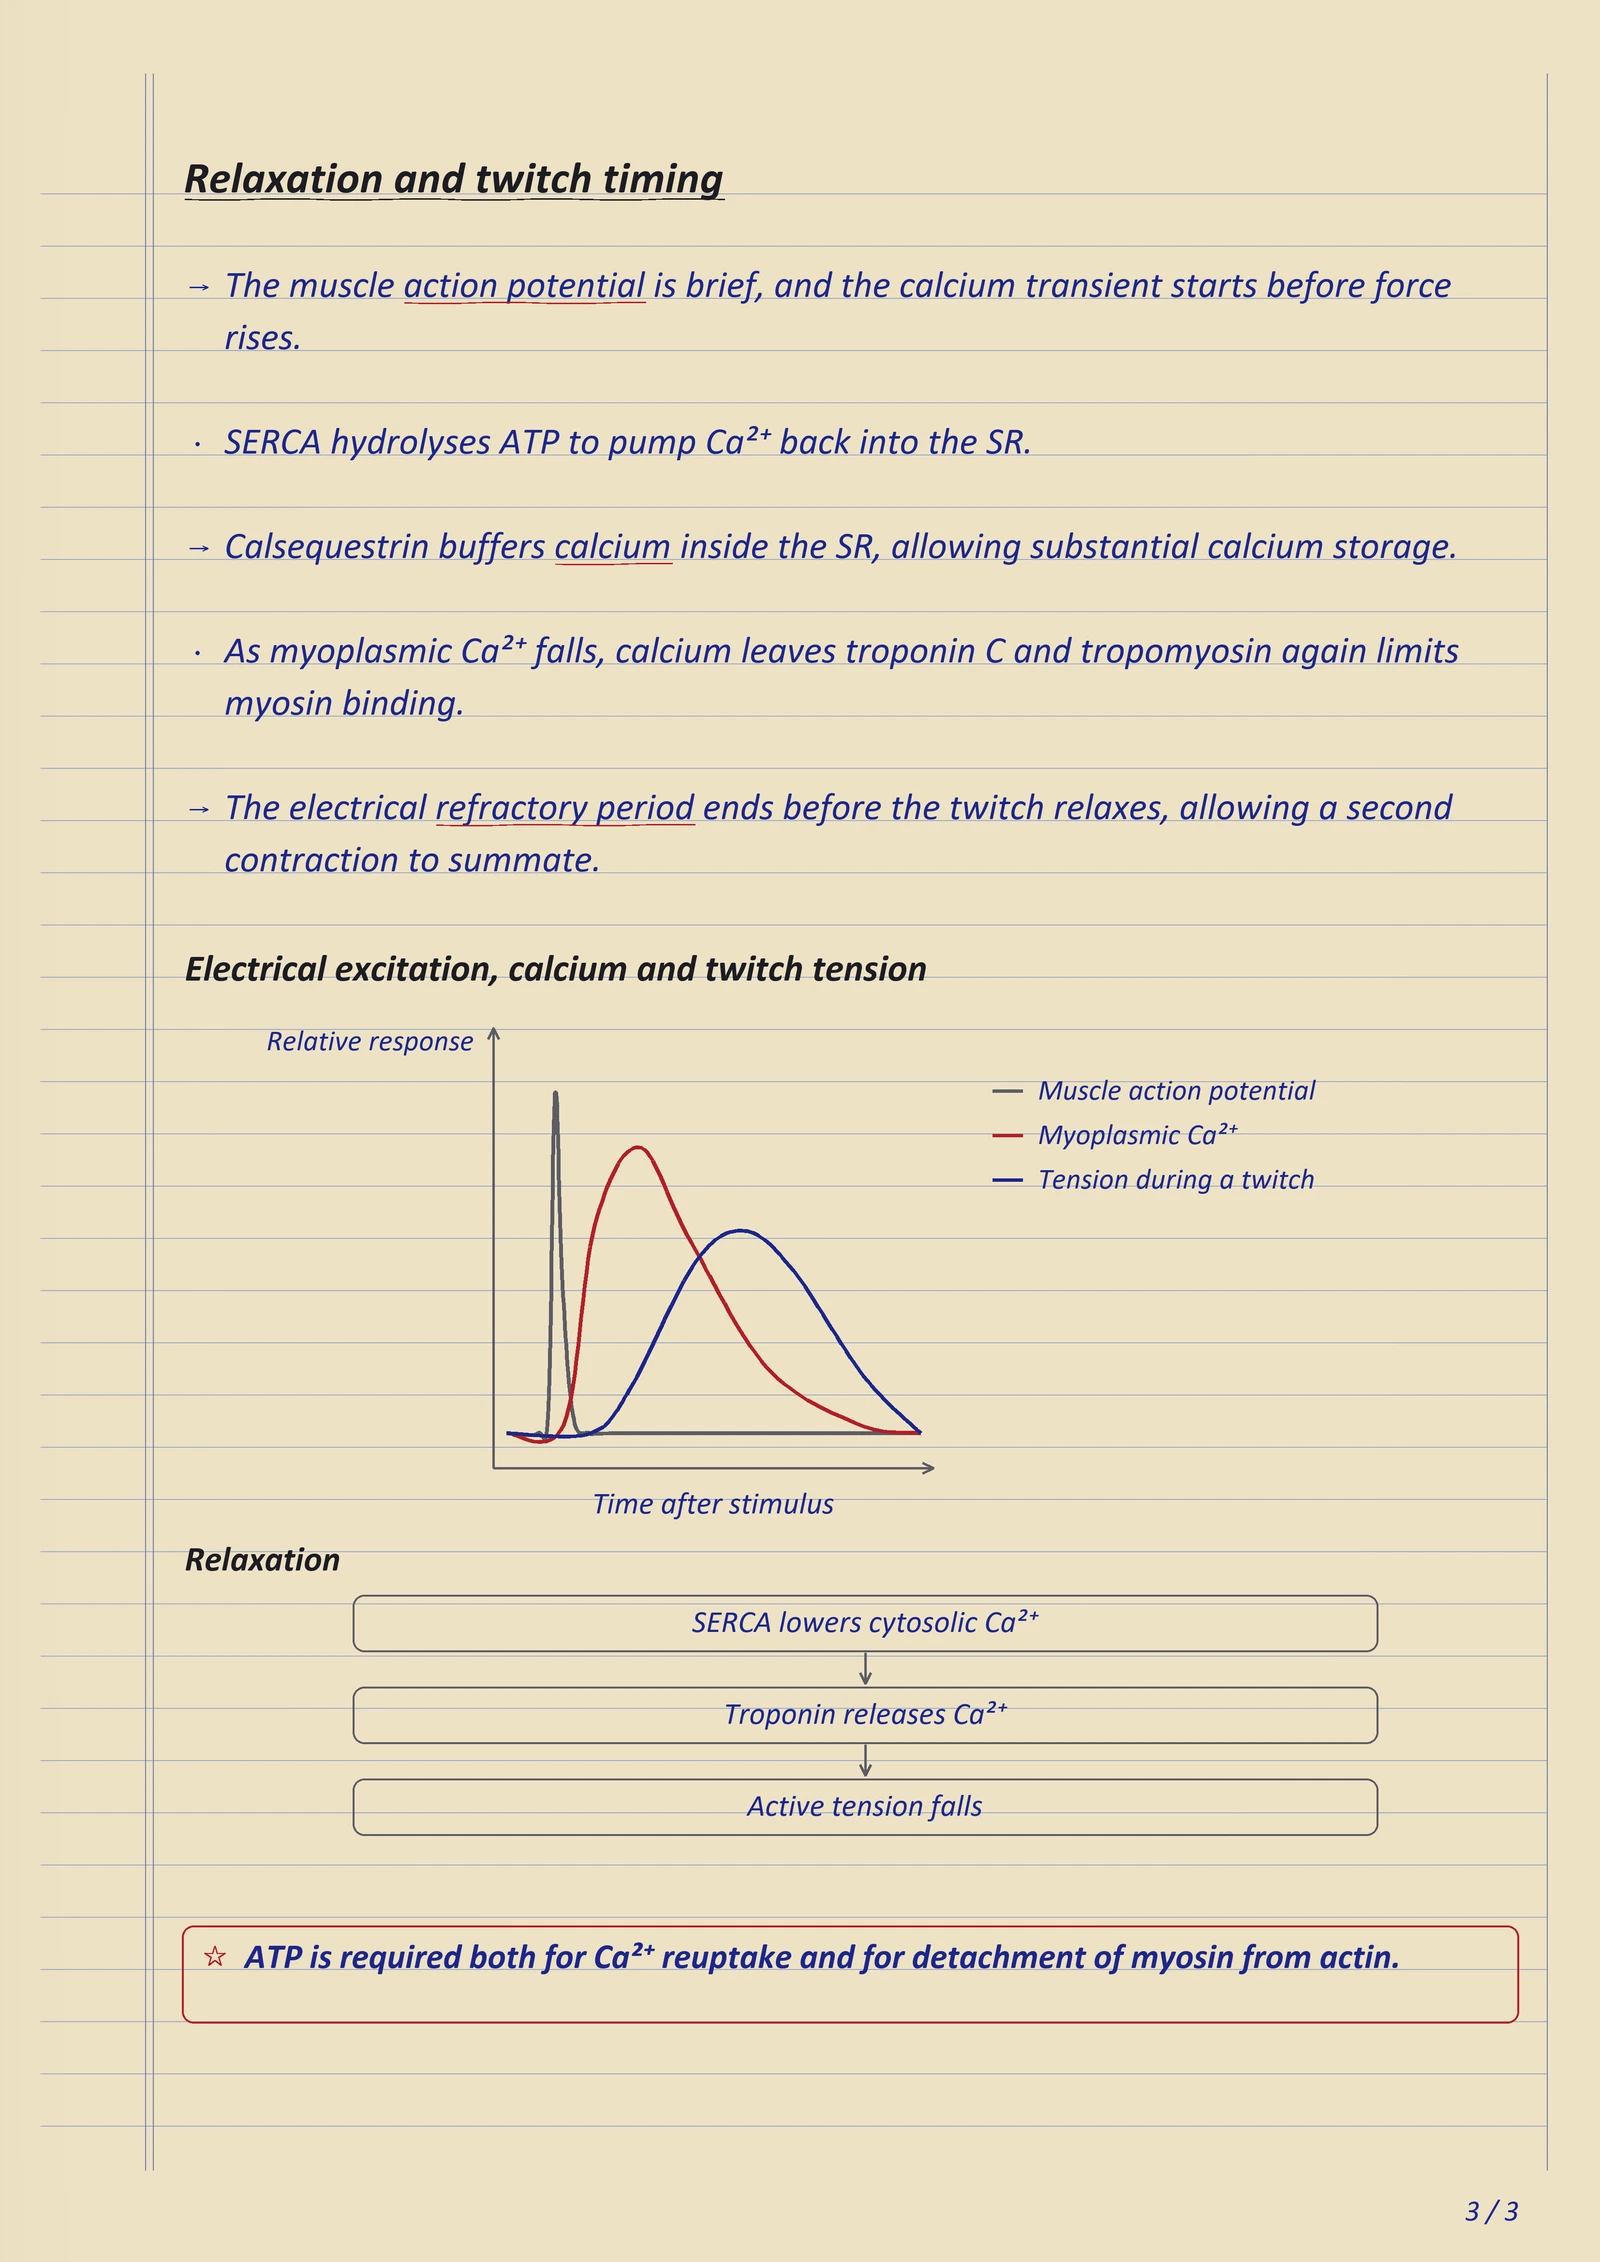 Relaxation and twitch timing
→ The muscle action potential is brief, and the calcium transient starts before force
rises.
· SERCA hydrolyses ATP to pump Ca²⁺ back into the SR.
→ Calsequestrin buffers calcium inside the SR, allowing substantial calcium storage.
· As myoplasmic Ca²⁺ falls, calcium leaves troponin C and tropomyosin again limits
myosin binding.
→ The electrical refractory period ends before the twitch relaxes, allowing a second
contraction to summate.
Electrical excitation, calcium and twitch tension
Relative response
Muscle action potential
Myoplasmic Ca²⁺
Tension during a twitch
Time after stimulus
Relaxation
SERCA lowers cytosolic Ca²⁺
Troponin releases Ca²⁺
Active tension falls
☆ ATP is required both for Ca²⁺ reuptake and for detachment of myosin from actin.
3 / 3